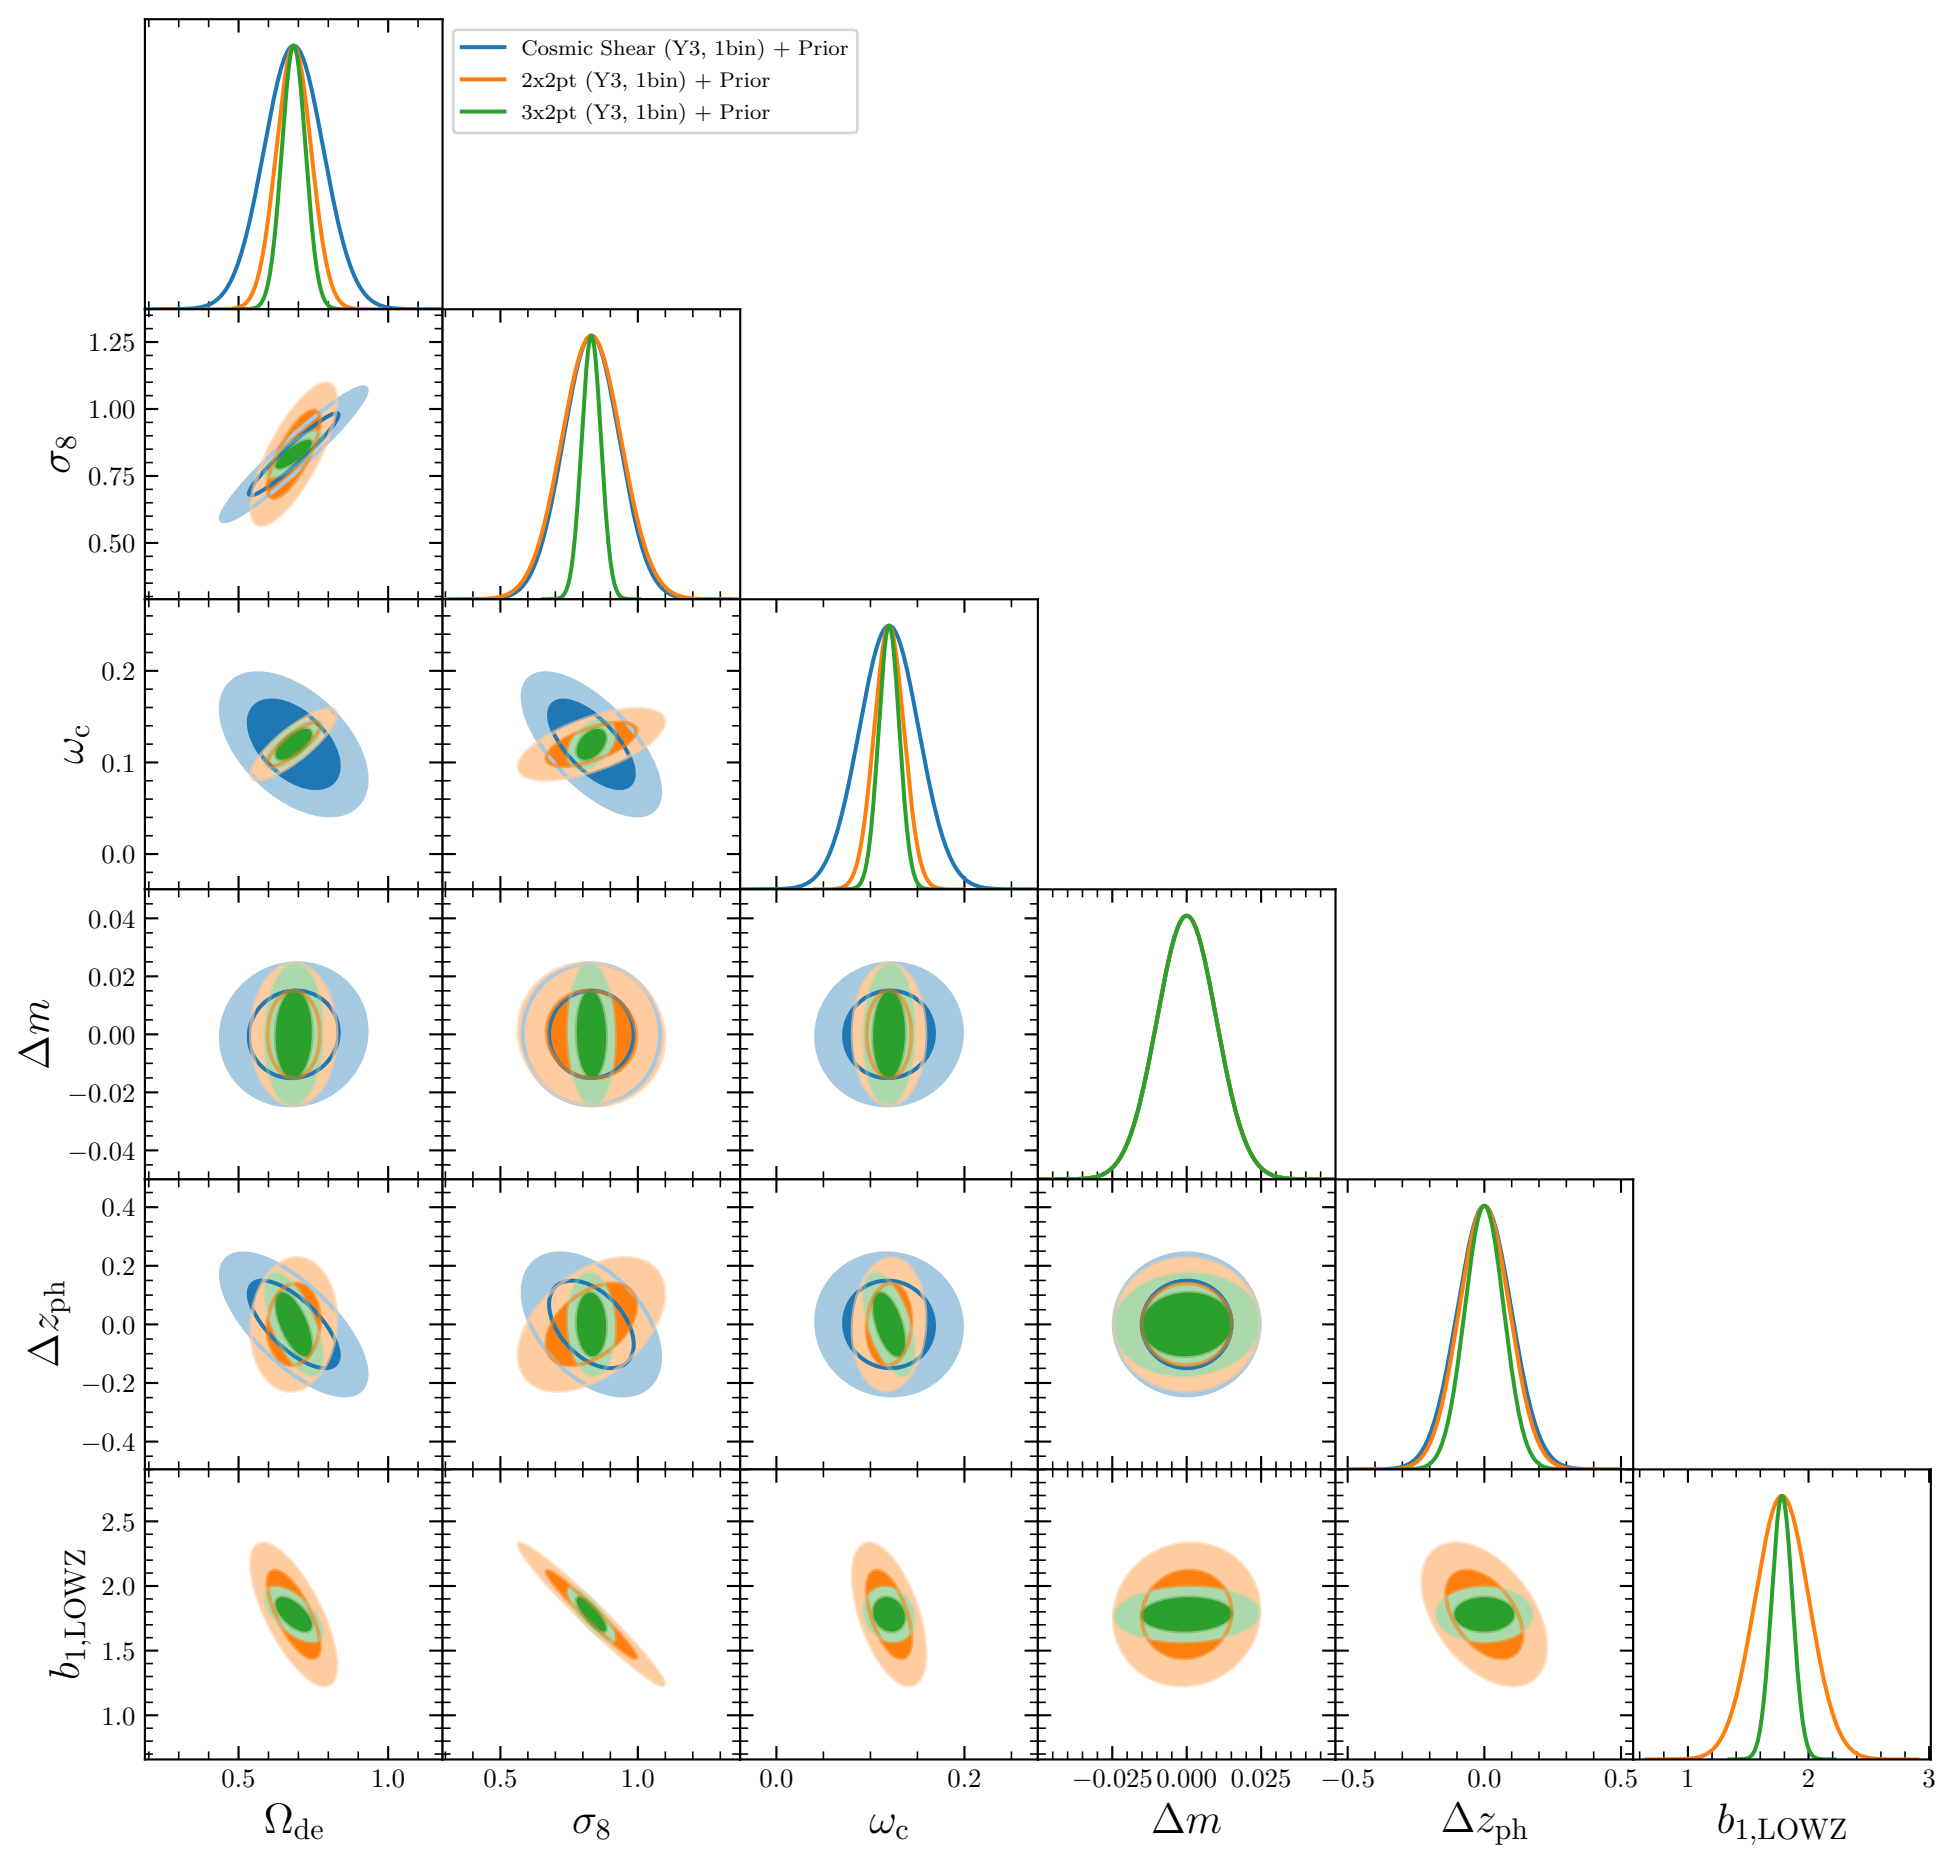 Cosmic Shear (Y3, 1bin) + Prior
2x2pt (Y3, 1bin) + Prior
3x2pt (Y3, 1bin) + Prior
1.25
1.00
0.75
0.50
σ8
0.2
0.1
0.0
ωc
0.04
0.02
0.00
−0.02
−0.04
Δm
0.4
0.2
0.0
−0.2
−0.4
Δzph
2.5
2.0
1.5
1.0
b1,LOWZ
0.5 1.0 0.5 1.0 0.0 0.2 −0.025 0.000 0.025 −0.5 0.0 0.5 1 2 3
Ωde σ8 ωc Δm Δzph b1,LOWZ